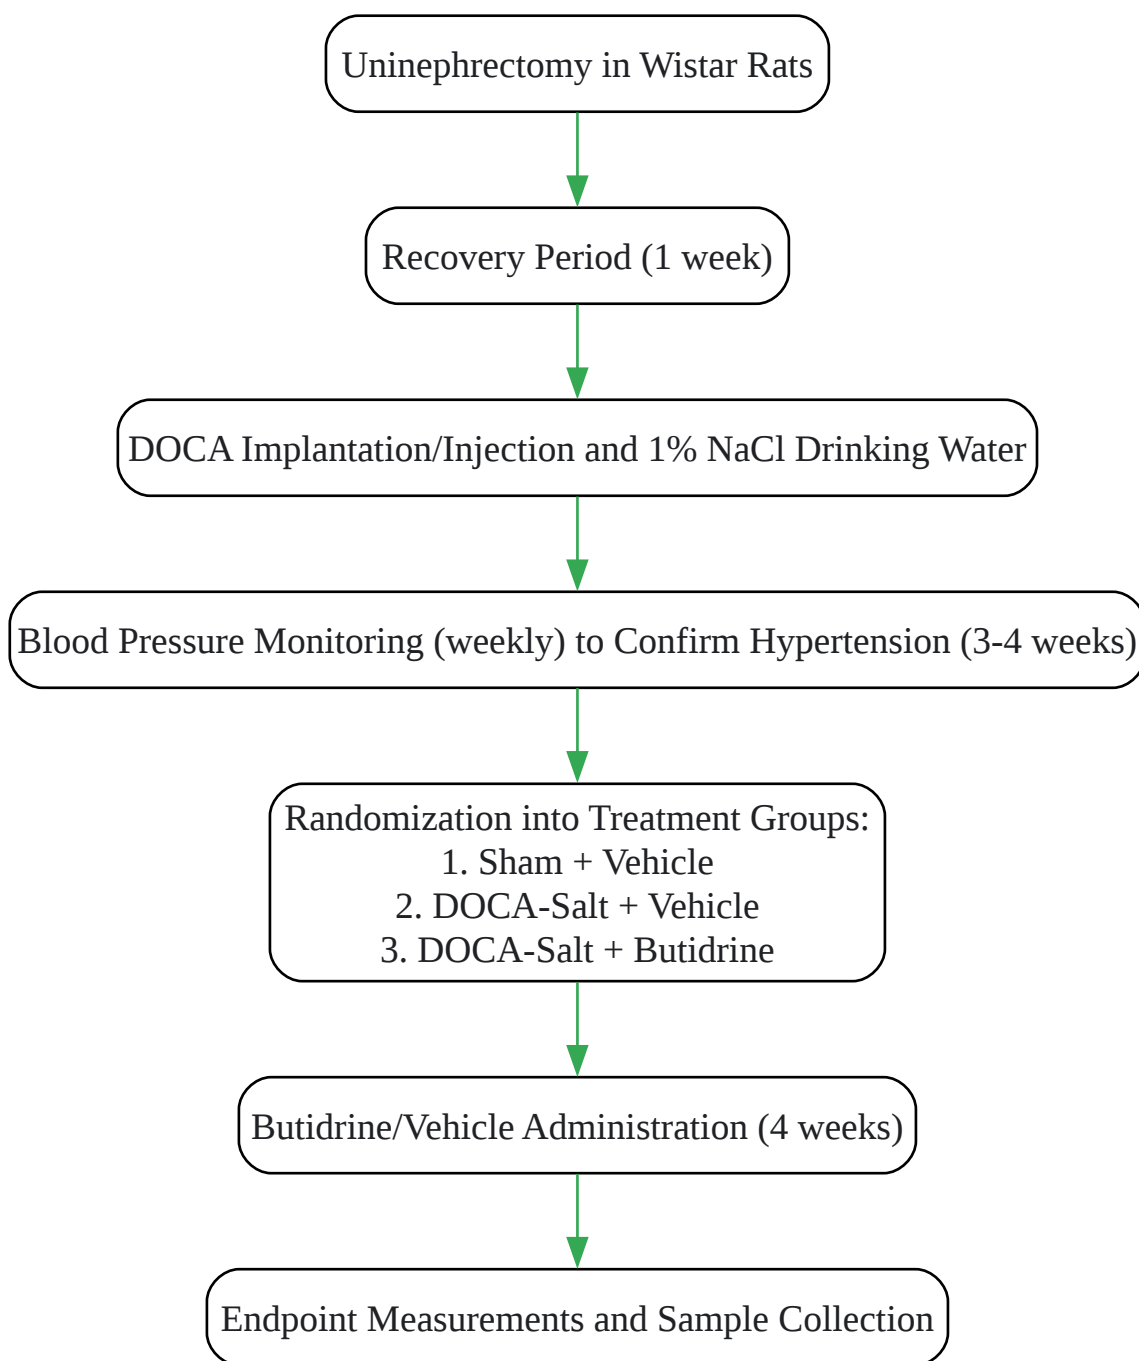 Uninephrectomy in Wistar Rats
Recovery Period (1 week)
DOCA Implantation/Injection and 1% NaCl Drinking Water
Blood Pressure Monitoring (weekly) to Confirm Hypertension (3-4 weeks)
Randomization into Treatment Groups:
1. Sham + Vehicle
2. DOCA-Salt + Vehicle
3. DOCA-Salt + Butidrine
Butidrine/Vehicle Administration (4 weeks)
Endpoint Measurements and Sample Collection